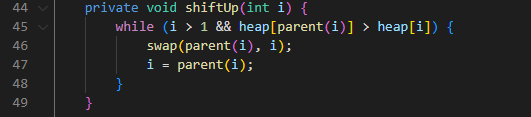 44 private void shiftUp(int i) {
45 while (i > 1 && heap[parent(i)] > heap[i]) {
46 swap(parent(i), i);
47 i = parent(i);
48 }
49 }